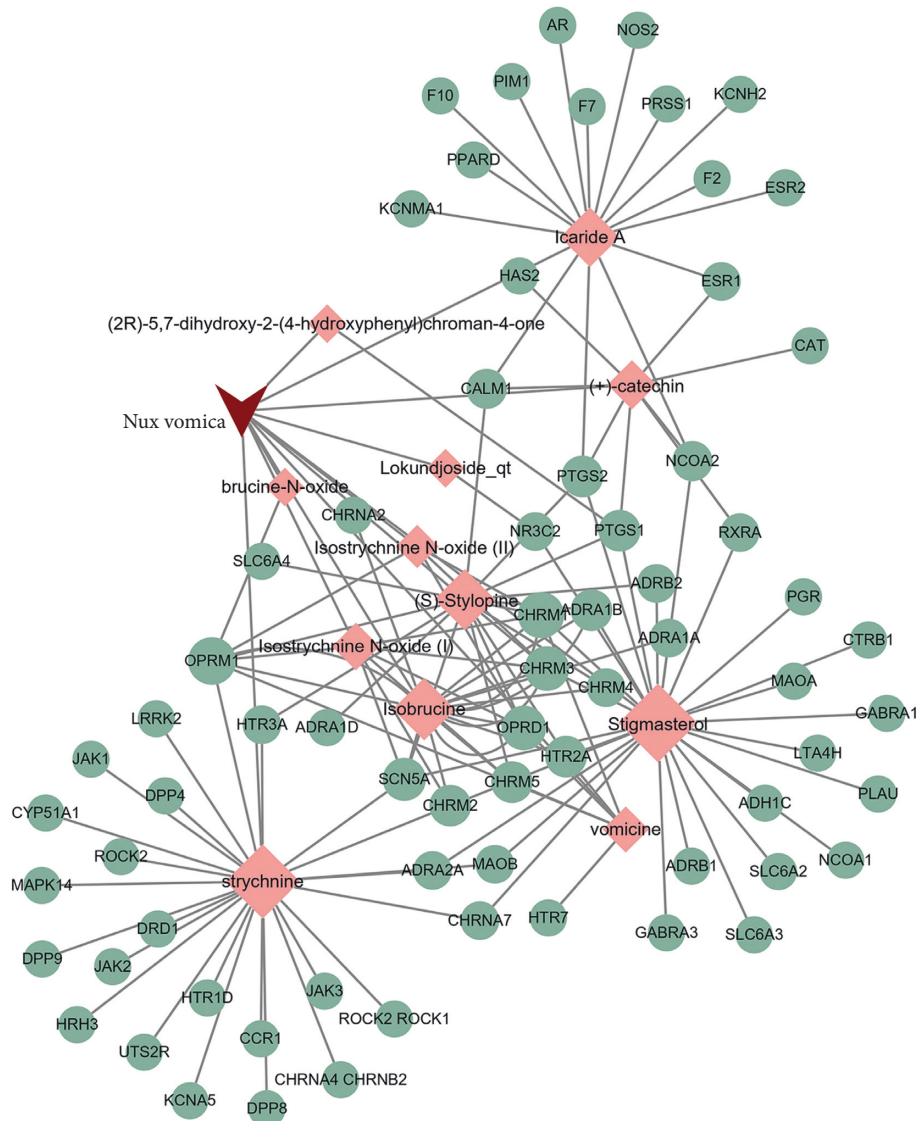 AR
NOS2
PIM1
KCNH2
F10
F7
PRSS1
PPARD
F2
ESR2
KCNMA1
Icaride A
HAS2
ESR1
(2R)-5,7-dihydroxy-2-(4-hydroxyphenyl)chroman-4-one
CAT
CALM1
(+)-catechin
Nux vomica
NCOA2
Lokundjoside_qt
PTGS2
brucine-N-oxide
CHRNA2
NR3C2
PTGS1
RXRA
Isostrychnine N-oxide (II)
SLC6A4
ADRB2
(S)-Stylopine
PGR
CHRM1
ADRA1B
ADRA1A
CTRB1
Isostrychnine N-oxide (I)
OPRM1
CHRM3
MAOA
CHRM4
Isobrucine
GABRA1
LRRK2
HTR3A
ADRA1D
OPRD1
Stigmasterol
JAK1
HTR2A
LTA4H
DPP4
SCN5A
CHRM5
PLAU
CYP51A1
CHRM2
ADH1C
vomicine
ROCK2
MAOB
ADRA2A
ADRB1
SLC6A2
NCOA1
MAPK14
strychnine
CHRNA7
HTR7
DRD1
GABRA3
SLC6A3
DPP9
JAK2
HTR1D
JAK3
HRH3
ROCK2 ROCK1
CCR1
UTS2R
CHRNA4 CHRNB2
KCNA5
DPP8